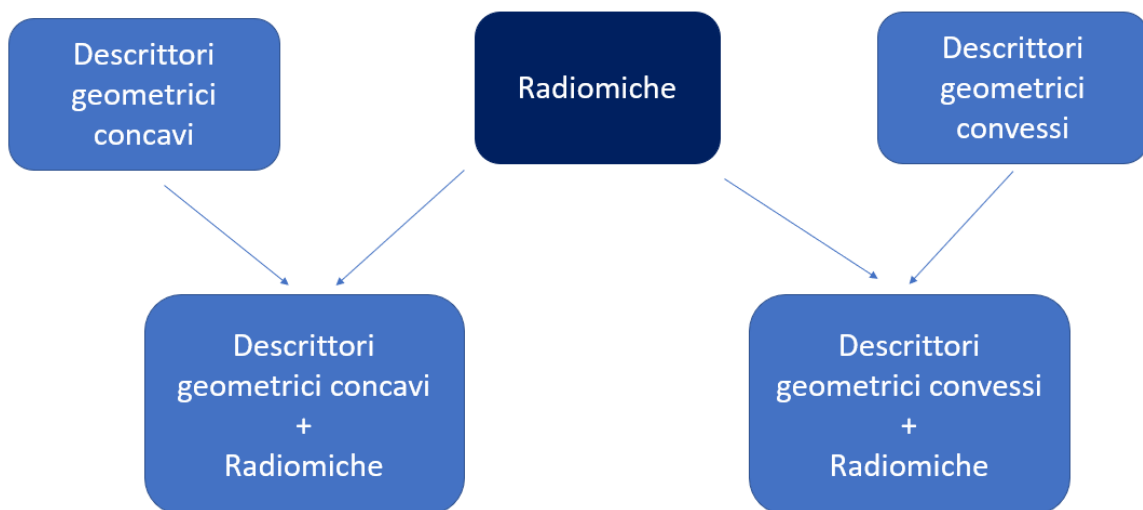 Descrittori
geometrici
concavi
Radiomiche
Descrittori
geometrici
convessi
Descrittori
geometrici concavi
+
Radiomiche
Descrittori
geometrici convessi
+
Radiomiche